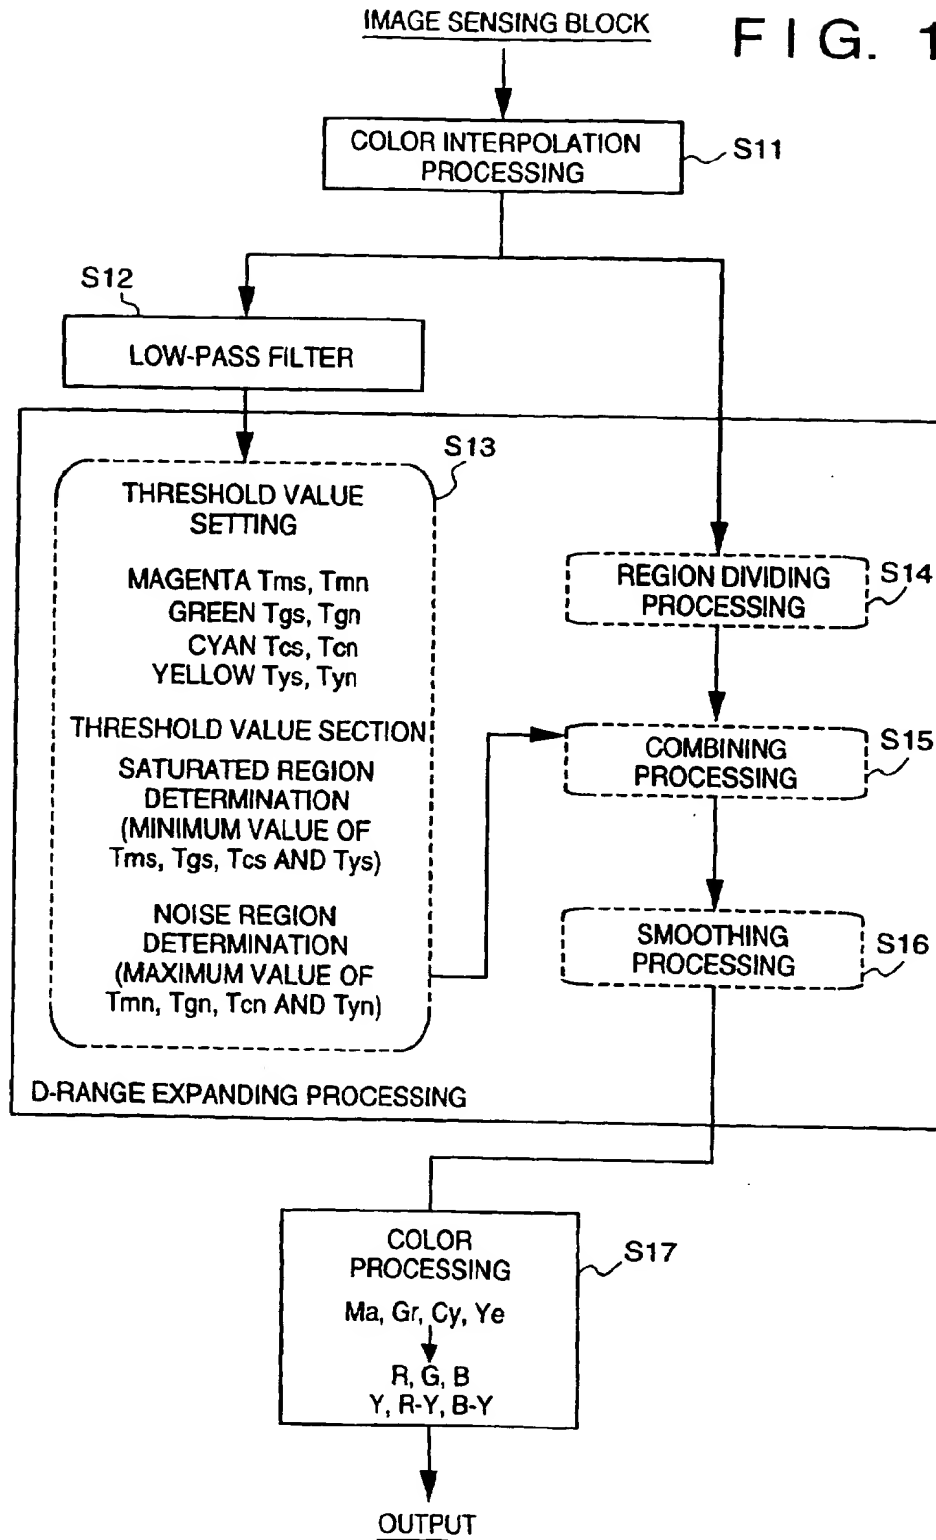 IMAGE SENSING BLOCK
FIG. 1
COLOR INTERPOLATION
PROCESSING
S11
S12
LOW-PASS FILTER
S13
THRESHOLD VALUE
SETTING
MAGENTA Tms, Tmn
GREEN Tgs, Tgn
CYAN Tcs, Tcn
YELLOW Tys, Tyn
THRESHOLD VALUE SECTION
SATURATED REGION
DETERMINATION
(MINIMUM VALUE OF
Tms, Tgs, Tcs AND Tys)
NOISE REGION
DETERMINATION
(MAXIMUM VALUE OF
Tmn, Tgn, Tcn AND Tyn)
REGION DIVIDING
PROCESSING
S14
COMBINING
PROCESSING
S15
SMOOTHING
PROCESSING
S16
D-RANGE EXPANDING PROCESSING
COLOR
PROCESSING
Ma, Gr, Cy, Ye
R, G, B
Y, R-Y, B-Y
S17
OUTPUT